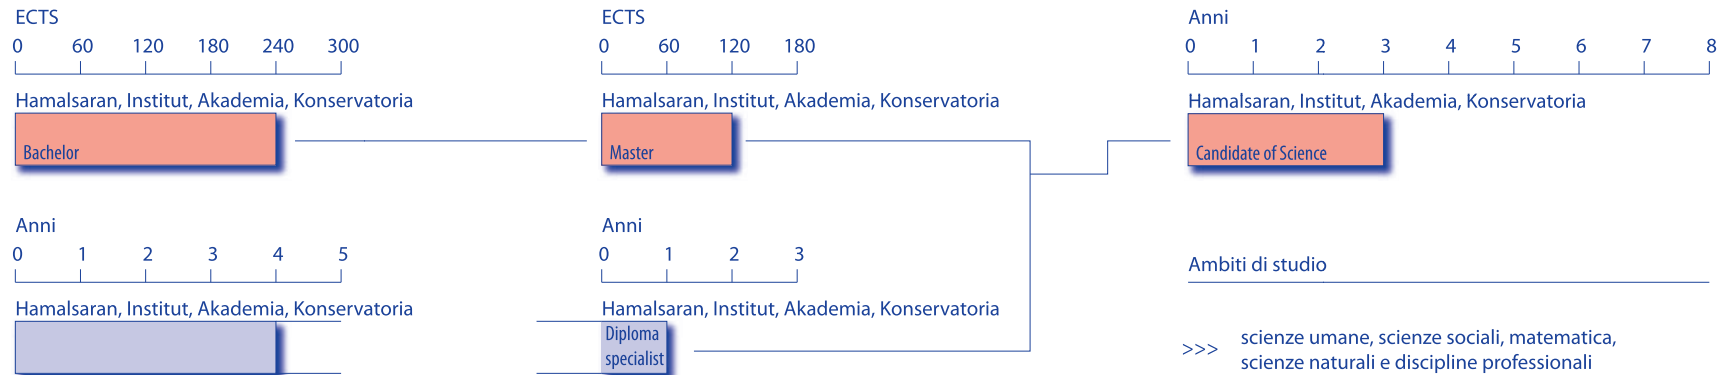 ECTS
0 60 120 180 240 300
Hamalsaran, Institut, Akademia, Konservatoria
Bachelor
ECTS
0 60 120 180
Hamalsaran, Institut, Akademia, Konservatoria
Master
Anni
0 1 2 3 4 5 6 7 8
Hamalsaran, Institut, Akademia, Konservatoria
Candidate of Science
Anni
0 1 2 3 4 5
Hamalsaran, Institut, Akademia, Konservatoria
Anni
0 1 2 3
Hamalsaran, Institut, Akademia, Konservatoria
Diploma
specialist
Ambiti di studio
>>> scienze umane, scienze sociali, matematica,
scienze naturali e discipline professionali